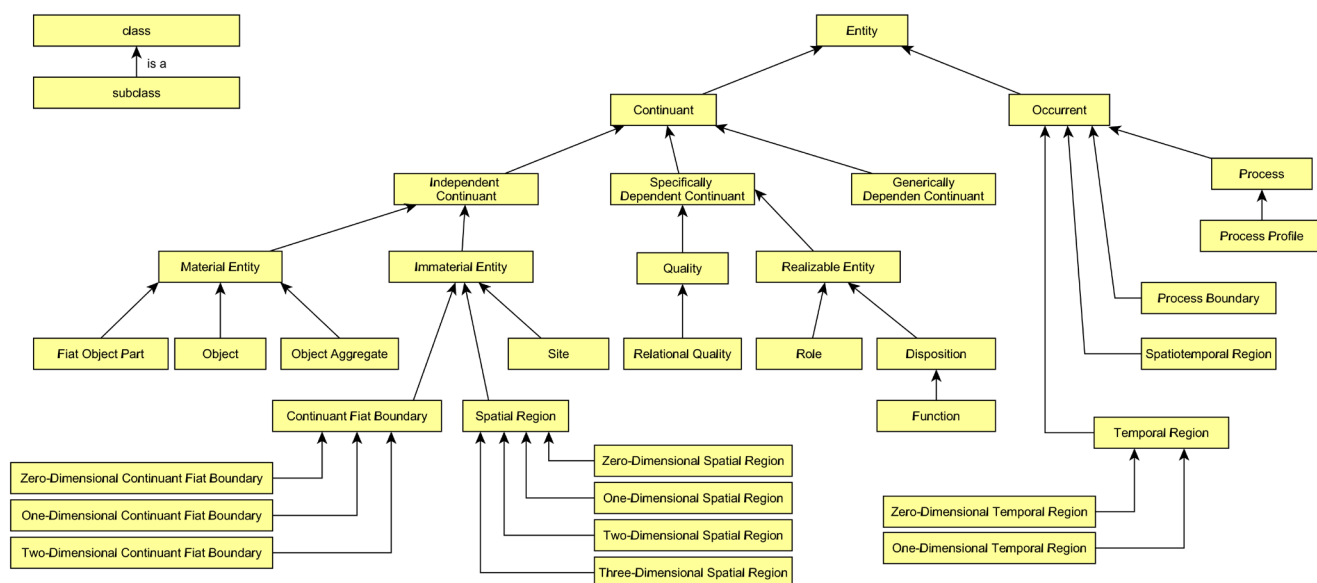 class
is a
subclass
Entity
Continuant
Occurrent
Independent
Continuant
Specifically
Dependent Continuant
Generically
Dependen Continuant
Process
Process Profile
Material Entity
Immaterial Entity
Quality
Realizable Entity
Process Boundary
Fiat Object Part
Object
Object Aggregate
Site
Relational Quality
Role
Disposition
Spatiotemporal Region
Continuant Fiat Boundary
Spatial Region
Function
Temporal Region
Zero-Dimensional Continuant Fiat Boundary
One-Dimensional Continuant Fiat Boundary
Two-Dimensional Continuant Fiat Boundary
Zero-Dimensional Spatial Region
One-Dimensional Spatial Region
Two-Dimensional Spatial Region
Three-Dimensional Spatial Region
Zero-Dimensional Temporal Region
One-Dimensional Temporal Region